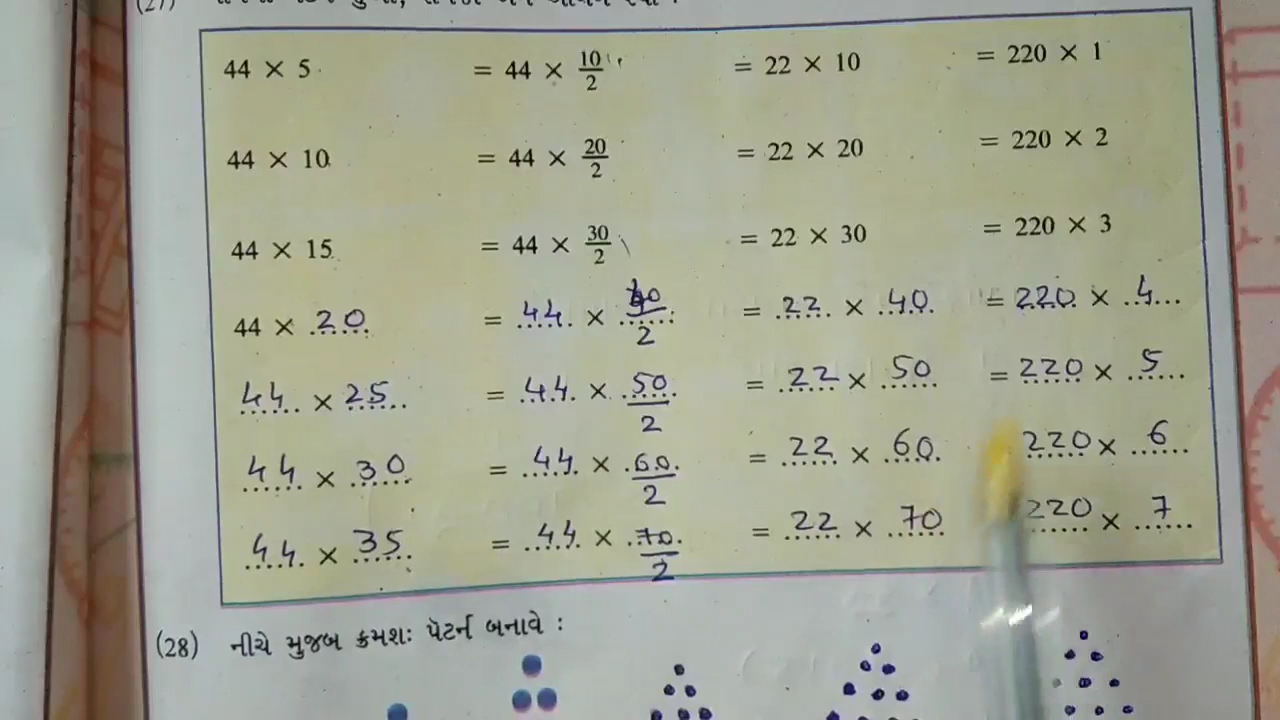 (27)
44 × 5 = 44 × 10/2 = 22 × 10 = 220 × 1
44 × 10 = 44 × 20/2 = 22 × 20 = 220 × 2
44 × 15 = 44 × 30/2 = 22 × 30 = 220 × 3
44 × 20 = 44 × 40/2 = 22 × 40 = 220 × 4
44 × 25 = 44 × 50/2 = 22 × 50 = 220 × 5
44 × 30 = 44 × 60/2 = 22 × 60 220 × 6
44 × 35 = 44 × 70/2 = 22 × 70 220 × 7
(28) નીચે મુજબ ક્રમશઃ પૅટર્ન બનાવે :